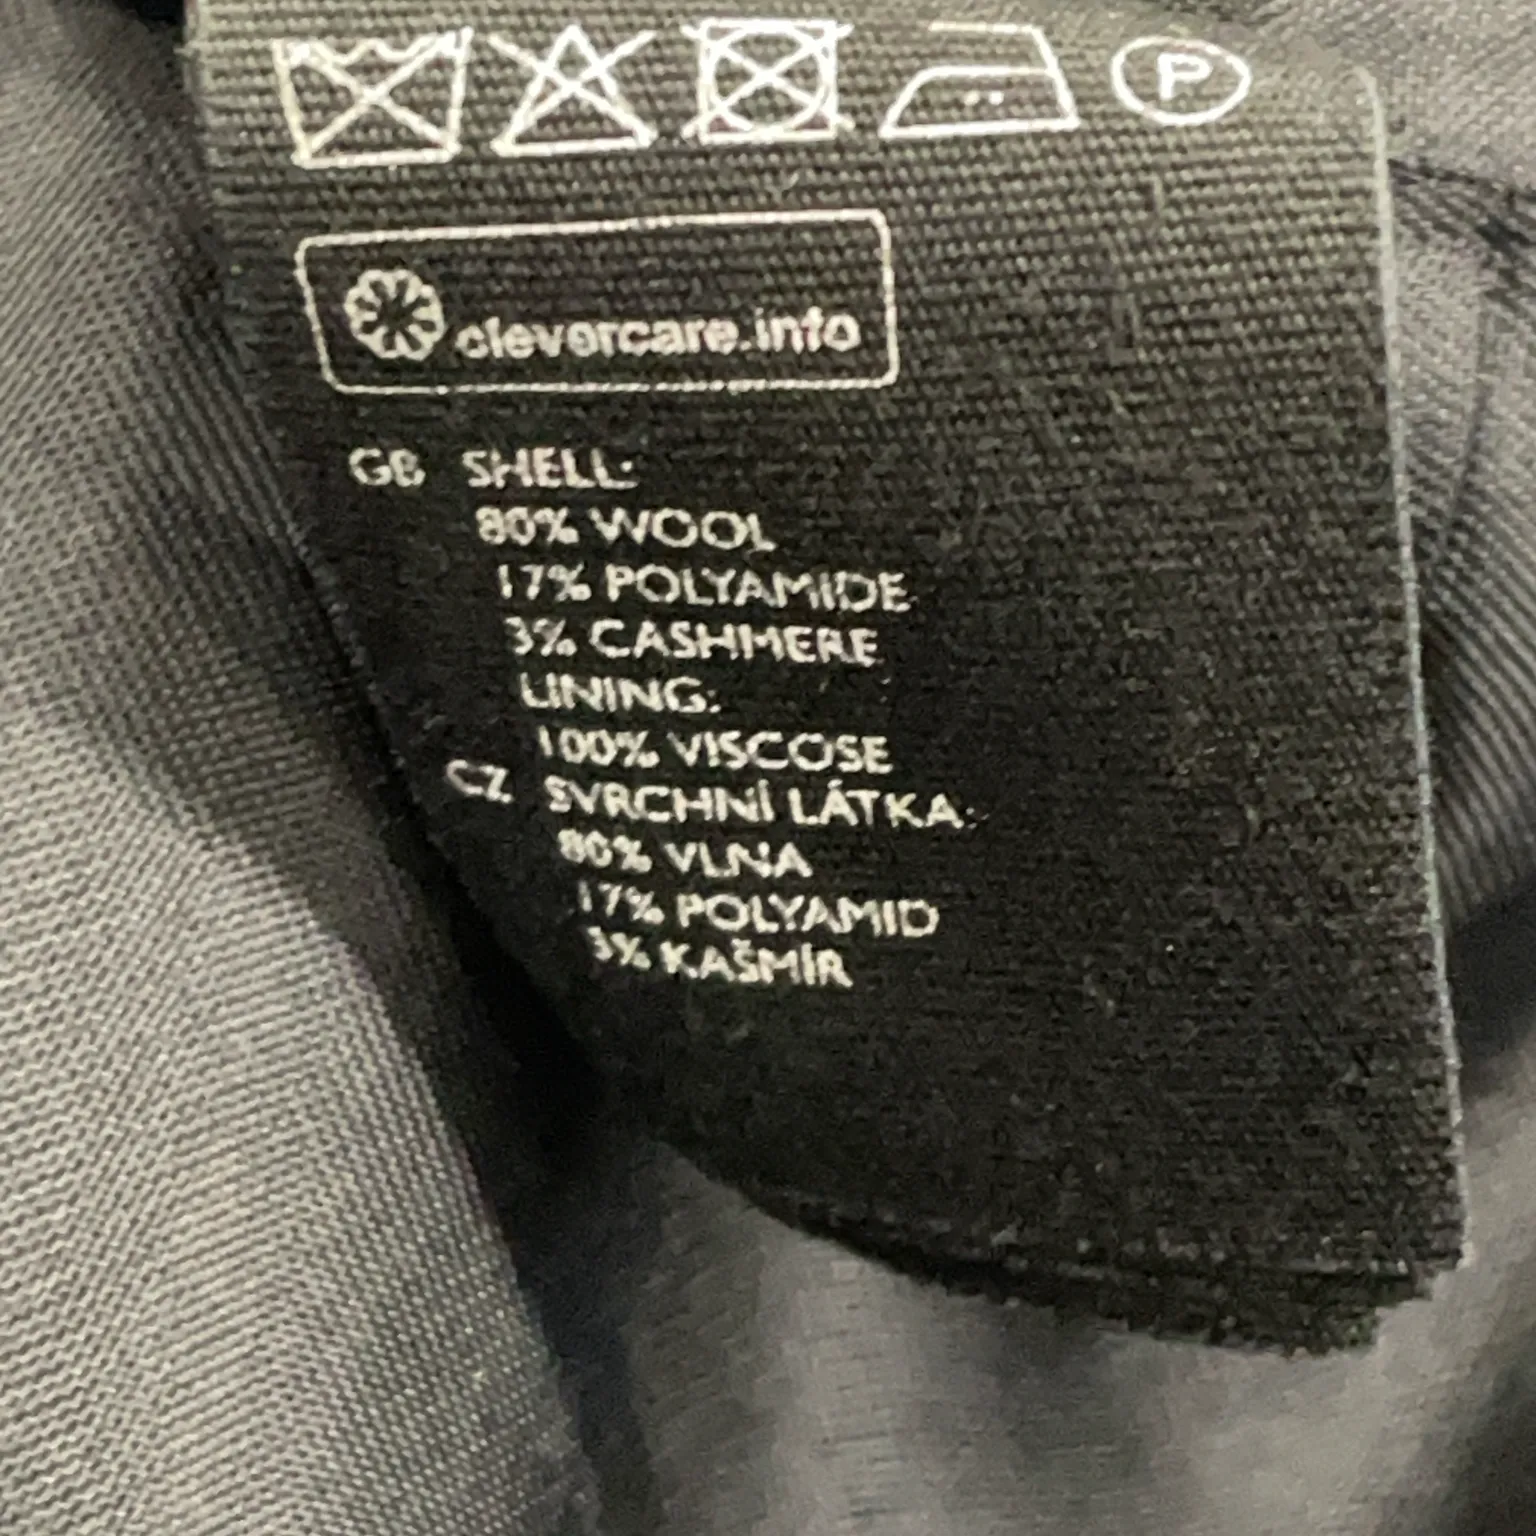 P
clevercare.info
GB SHELL:
80% WOOL
17% POLYAMIDE
3% CASHMERE
LINING:
100% VISCOSE
CZ SVRCHNÍ LÁTKA:
80% VLNA
17% POLYAMID
3% KAŠMÍR